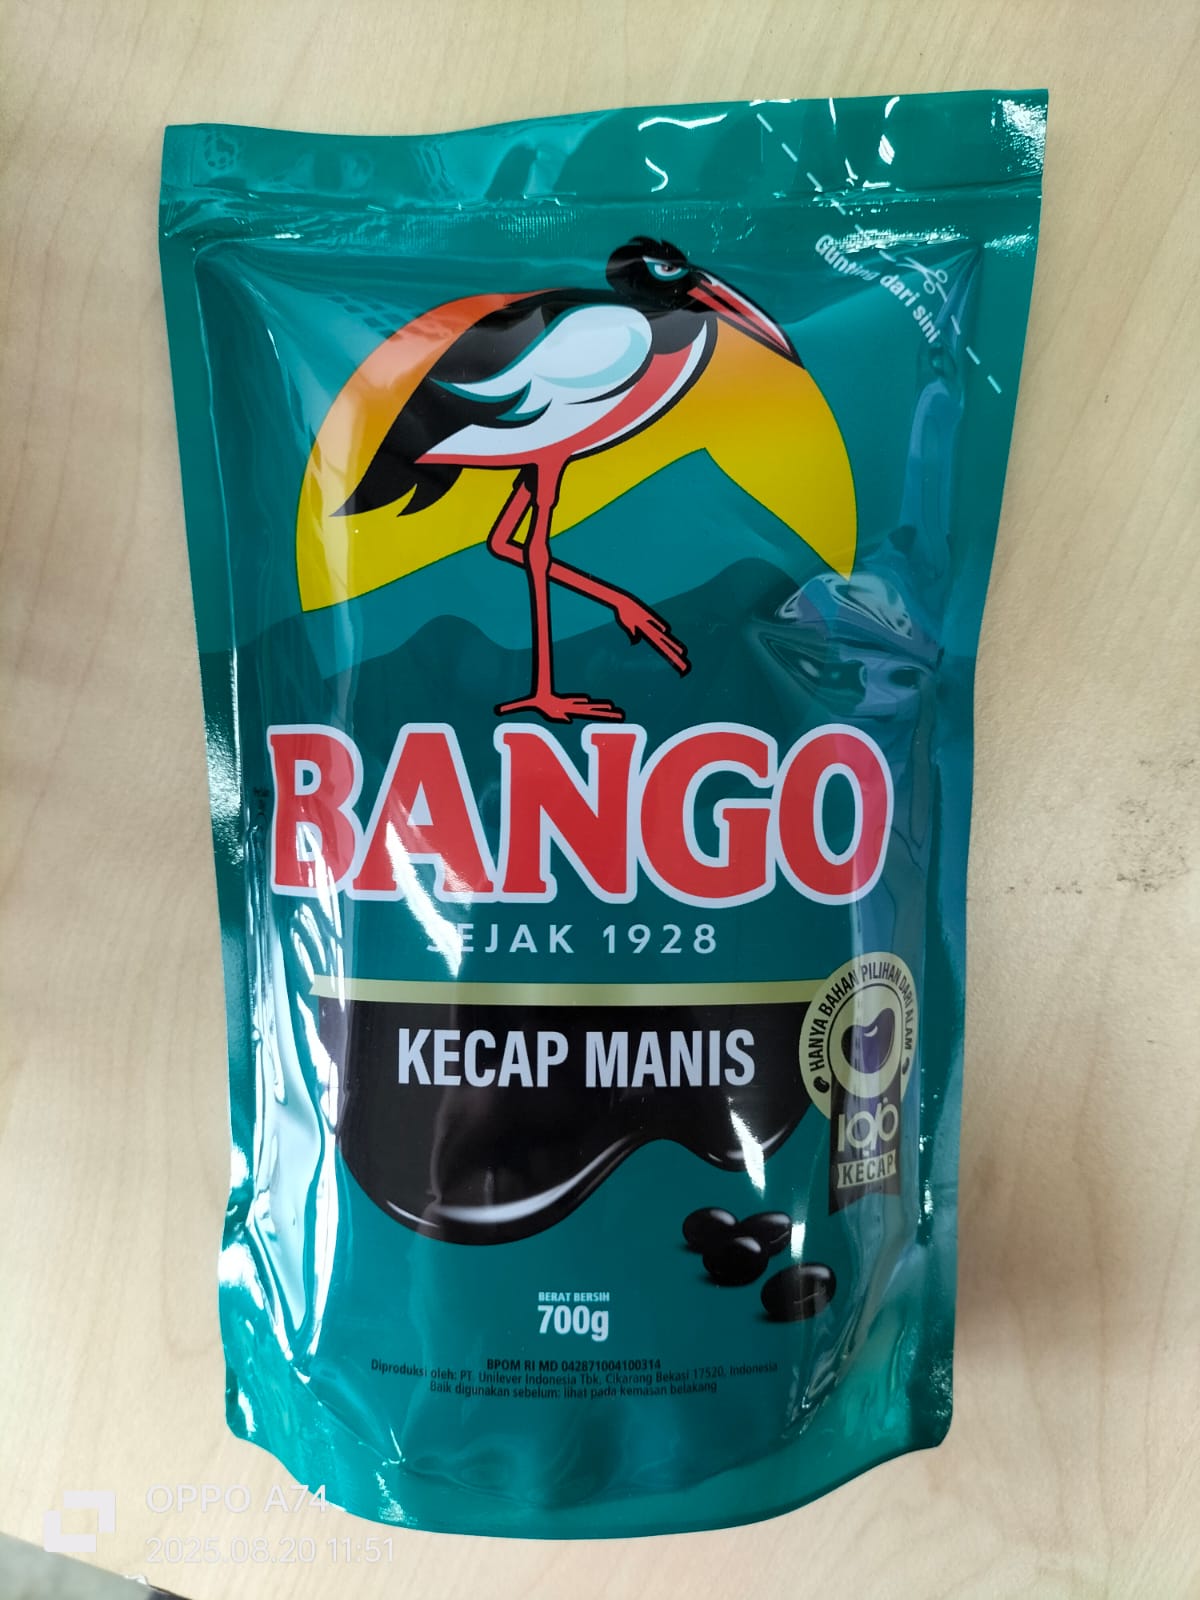 Gunting dari sini
BANGO
SEJAK 1928
HANYA BAHAN PILIHAN DARI ALAM
KECAP MANIS
KECAP
BERAT BERSIH
700g
BPOM RI MD 042871004100314
Diproduksi oleh: PT. Unilever Indonesia Tbk, Cikarang Bekasi 17520, Indonesia
Baik digunakan sebelum: lihat pada kemasan belakang
OPPO A74
2025.08.20 11:51